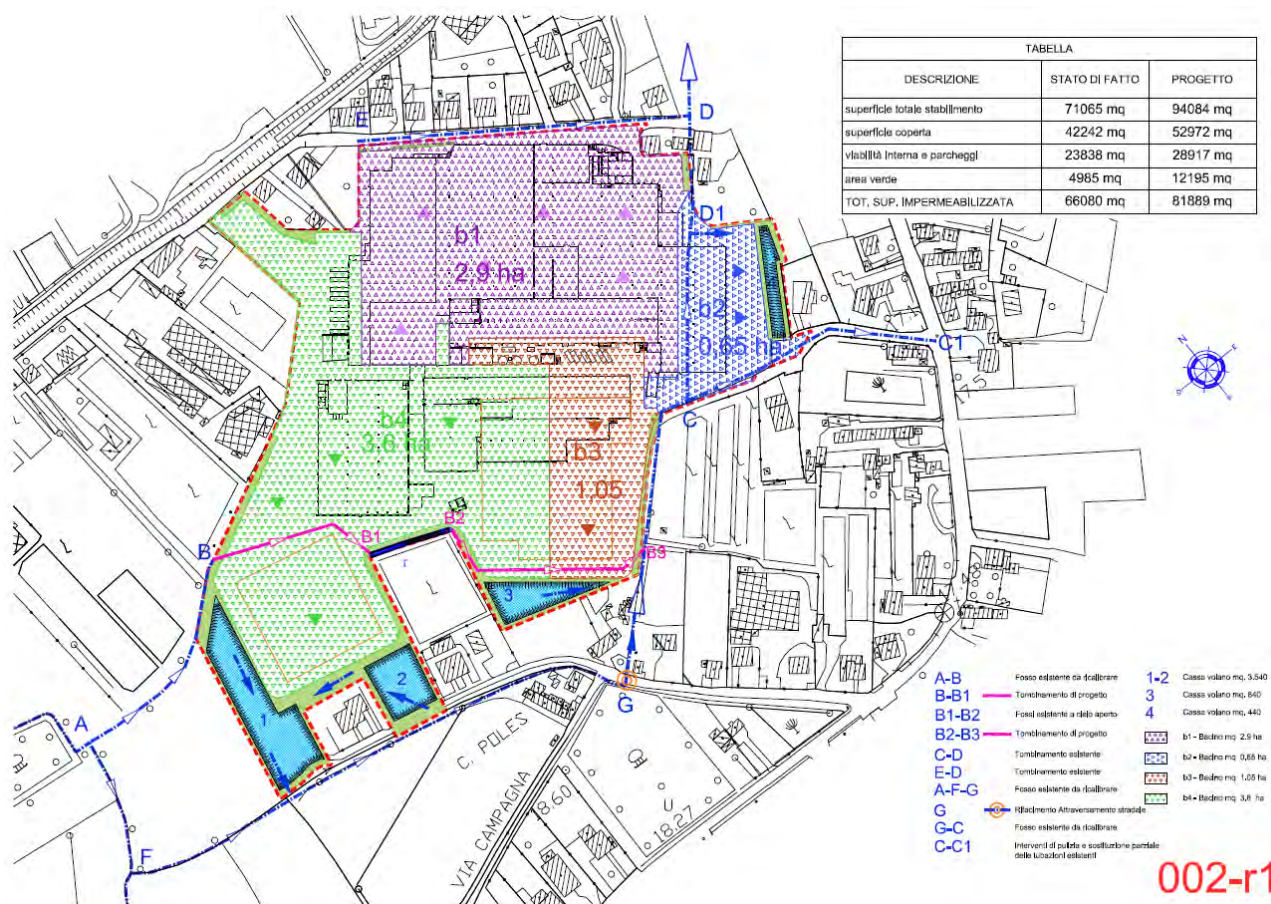 TABELLA
DESCRIZIONE STATO DI FATTO PROGETTO
superficie totale stabilimento 71065 mq 94084 mq
superficie coperta 42242 mq 52972 mq
viabilità interna e parcheggi 23838 mq 28917 mq
area verde 4985 mq 12195 mq
TOT. SUP. IMPERMEABILIZZATA 66080 mq 81889 mq
E
D
D1
b1
2,9 ha
b2
0,65 ha
C1
N
E
C
b4
3,6 ha
b3
1,05
B
B1
B2
B3
r
3
2
1
A
G
F
C. POLES
VIA CAMPAGNA
18.60
U
18.27
S
A-B Fosso esistente da ricalibrare
B-B1 Tombinamento di progetto
B1-B2 Fossi esistente a cielo aperto
B2-B3 Tombinamento di progetto
C-D Tombinamento esistente
E-D Tombinamento esistente
A-F-G Fosso esistente da ricalibrare
G Rifacimento Attraversamento stradale
G-C Fosso esistente da ricalibrare
C-C1 Interventi di pulizia e sostituzione parziale
delle tubazioni esistenti
1-2 Cassa volano mq. 3.540
3 Cassa volano mq. 840
4 Cassa volano mq. 440
b1 - Bacino mq 2.9 ha
b2 - Bacino mq 0,65 ha
b3 - Bacino mq 1.05 ha
b4 - Bacino mq 3,6 ha
002-r1